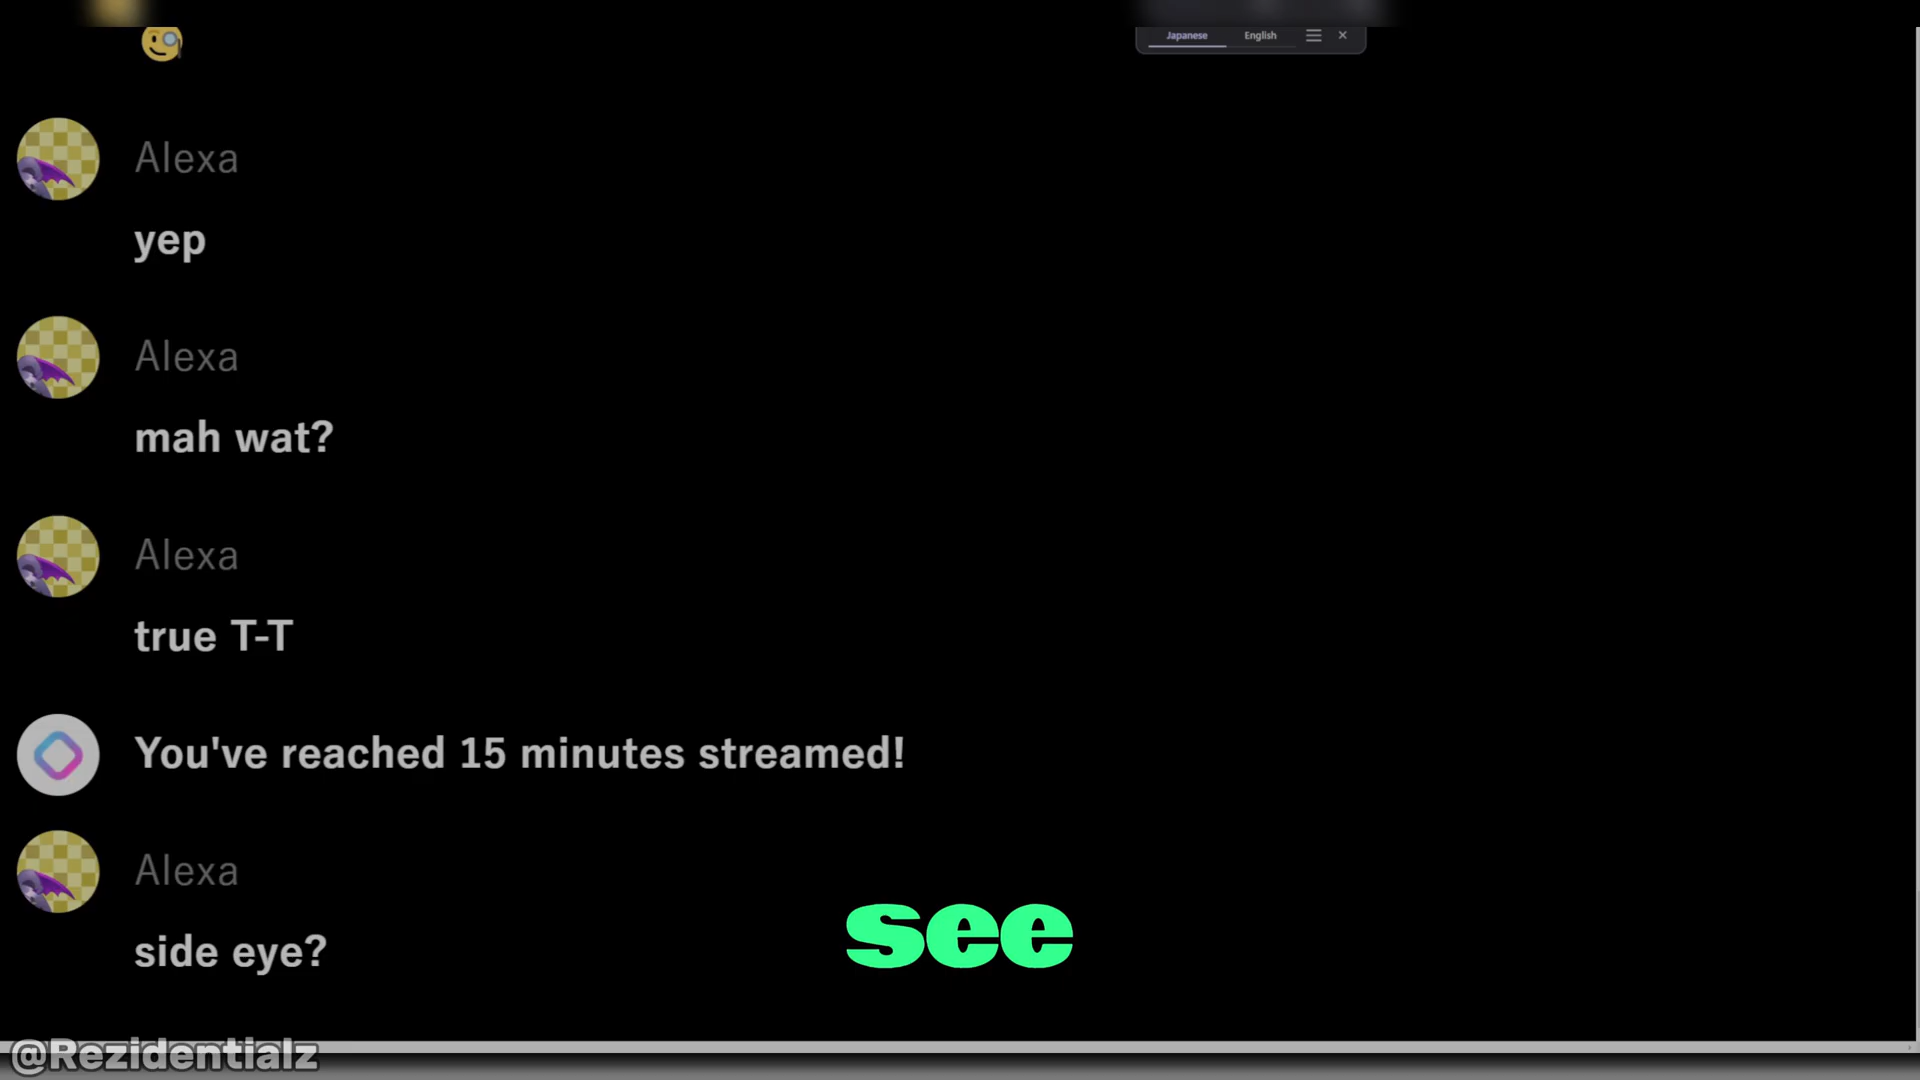 Japanese English
Alexa
yep
Alexa
mah wat?
Alexa
true T-T
You've reached 15 minutes streamed!
Alexa
side eye?
see
@Rezidentialz